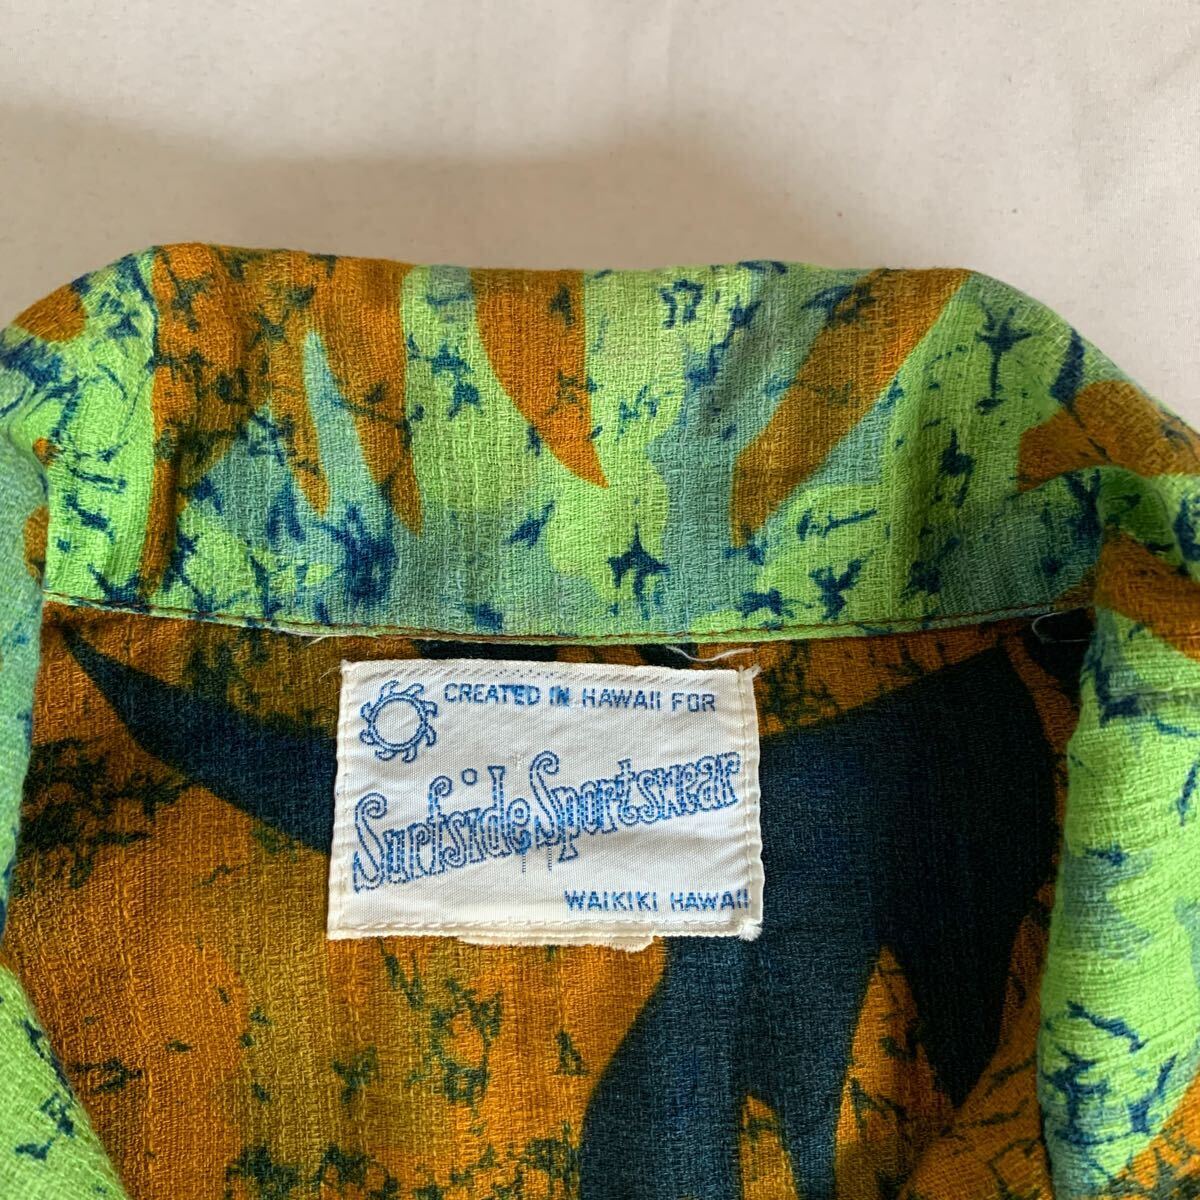 CREATED IN HAWAII FOR
Surfside Sportswear
WAIKIKI HAWAII